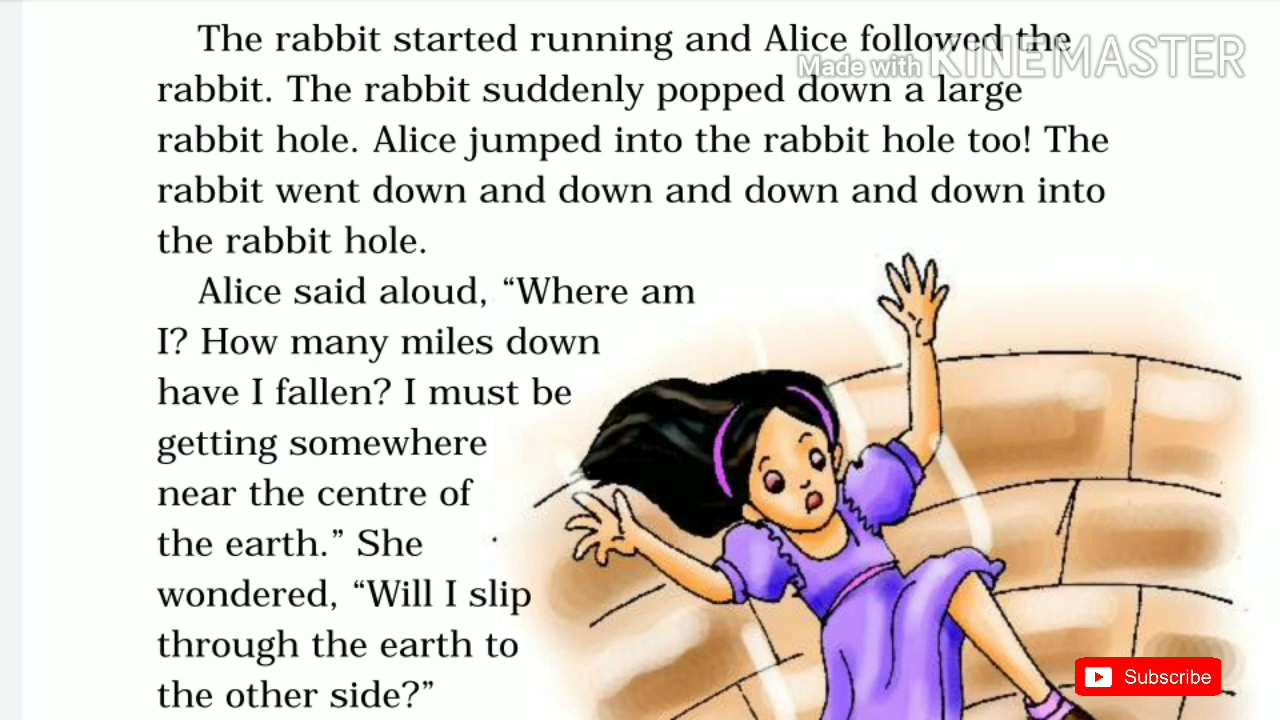 The rabbit started running and Alice followed the
Made with KINEMASTER
rabbit. The rabbit suddenly popped down a large
rabbit hole. Alice jumped into the rabbit hole too! The
rabbit went down and down and down and down into
the rabbit hole.
Alice said aloud, “Where am
I? How many miles down
have I fallen? I must be
getting somewhere
near the centre of
the earth.” She
wondered, “Will I slip
through the earth to
the other side?”
Subscribe